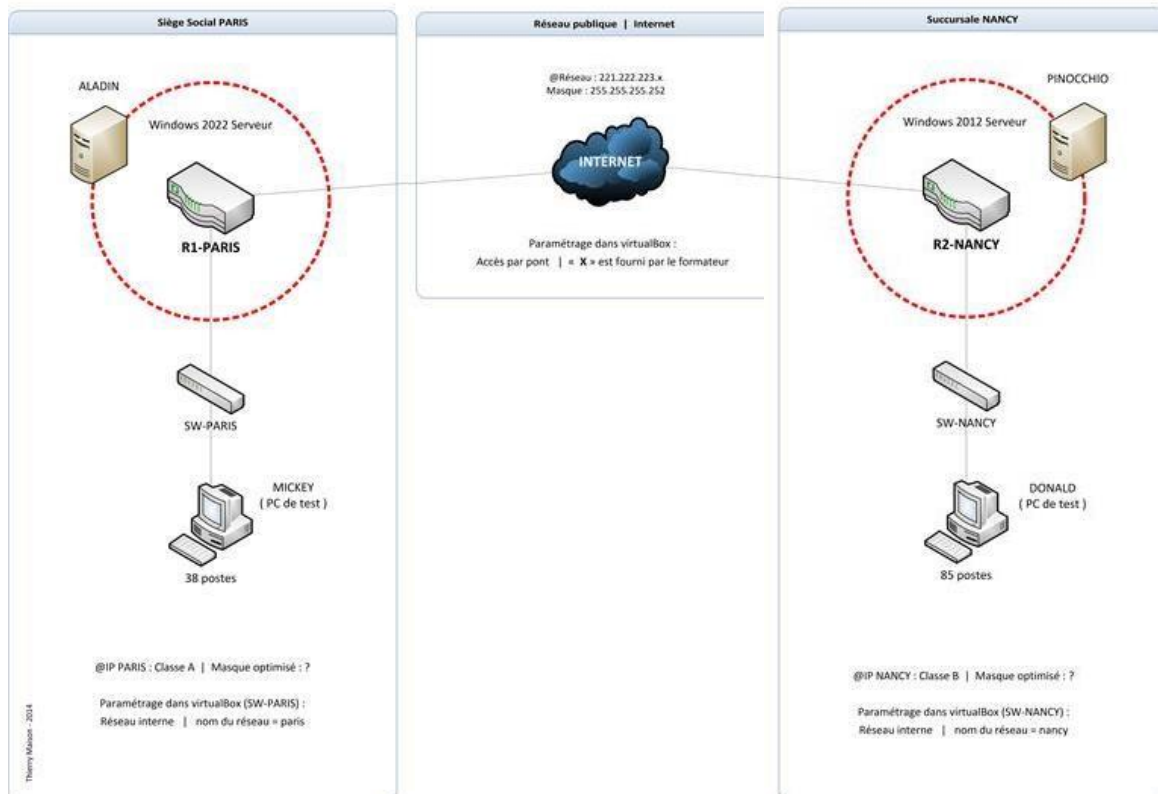 Siège Social PARIS
ALADIN
Windows 2022 Serveur
R1-PARIS
SW-PARIS
MICKEY
( PC de test )
38 postes
@IP PARIS : Classe A | Masque optimisé : ?
Paramétrage dans virtualBox (SW-PARIS) :
Réseau interne | nom du réseau = paris
Thierry Maison - 2014
Réseau publique | Internet
@Réseau : 221.222.223.x
Masque : 255.255.255.252
INTERNET
Paramétrage dans virtualBox :
Accès par pont | « X » est fourni par le formateur
Succursale NANCY
PINOCCHIO
Windows 2012 Serveur
R2-NANCY
SW-NANCY
DONALD
( PC de test )
85 postes
@IP NANCY : Classe B | Masque optimisé : ?
Paramétrage dans virtualBox (SW-NANCY) :
Réseau interne | nom du réseau = nancy